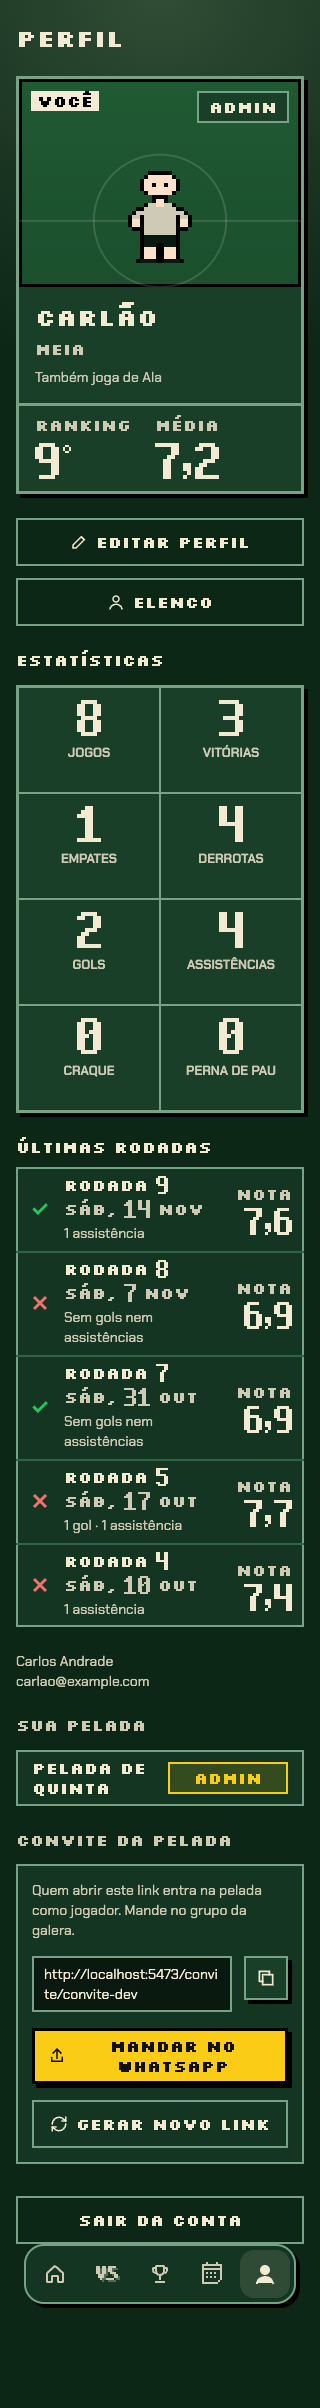 PERFIL
VOCÊ
ADMIN
CARLÃO
MEIA
Também joga de Ala
RANKING MÉDIA
9° 7,2
EDITAR PERFIL
ELENCO
ESTATÍSTICAS
8 3
JOGOS VITÓRIAS
1 4
EMPATES DERROTAS
2 4
GOLS ASSISTÊNCIAS
0 0
CRAQUE PERNA DE PAU
ÚLTIMAS RODADAS
RODADA 9
SÁB, 14 NOV
1 assistência
NOTA
7,6
RODADA 8
SÁB, 7 NOV
Sem gols nem
assistências
NOTA
6,9
RODADA 7
SÁB, 31 OUT
Sem gols nem
assistências
NOTA
6,9
RODADA 5
SÁB, 17 OUT
1 gol · 1 assistência
NOTA
7,7
RODADA 4
SÁB, 10 OUT
1 assistência
NOTA
7,4
Carlos Andrade
carlao@example.com
SUA PELADA
PELADA DE
QUINTA
ADMIN
CONVITE DA PELADA
Quem abrir este link entra na pelada
como jogador. Mande no grupo da
galera.
http://localhost:5473/convi
te/convite-dev
MANDAR NO
WHATSAPP
GERAR NOVO LINK
SAIR DA CONTA
VS